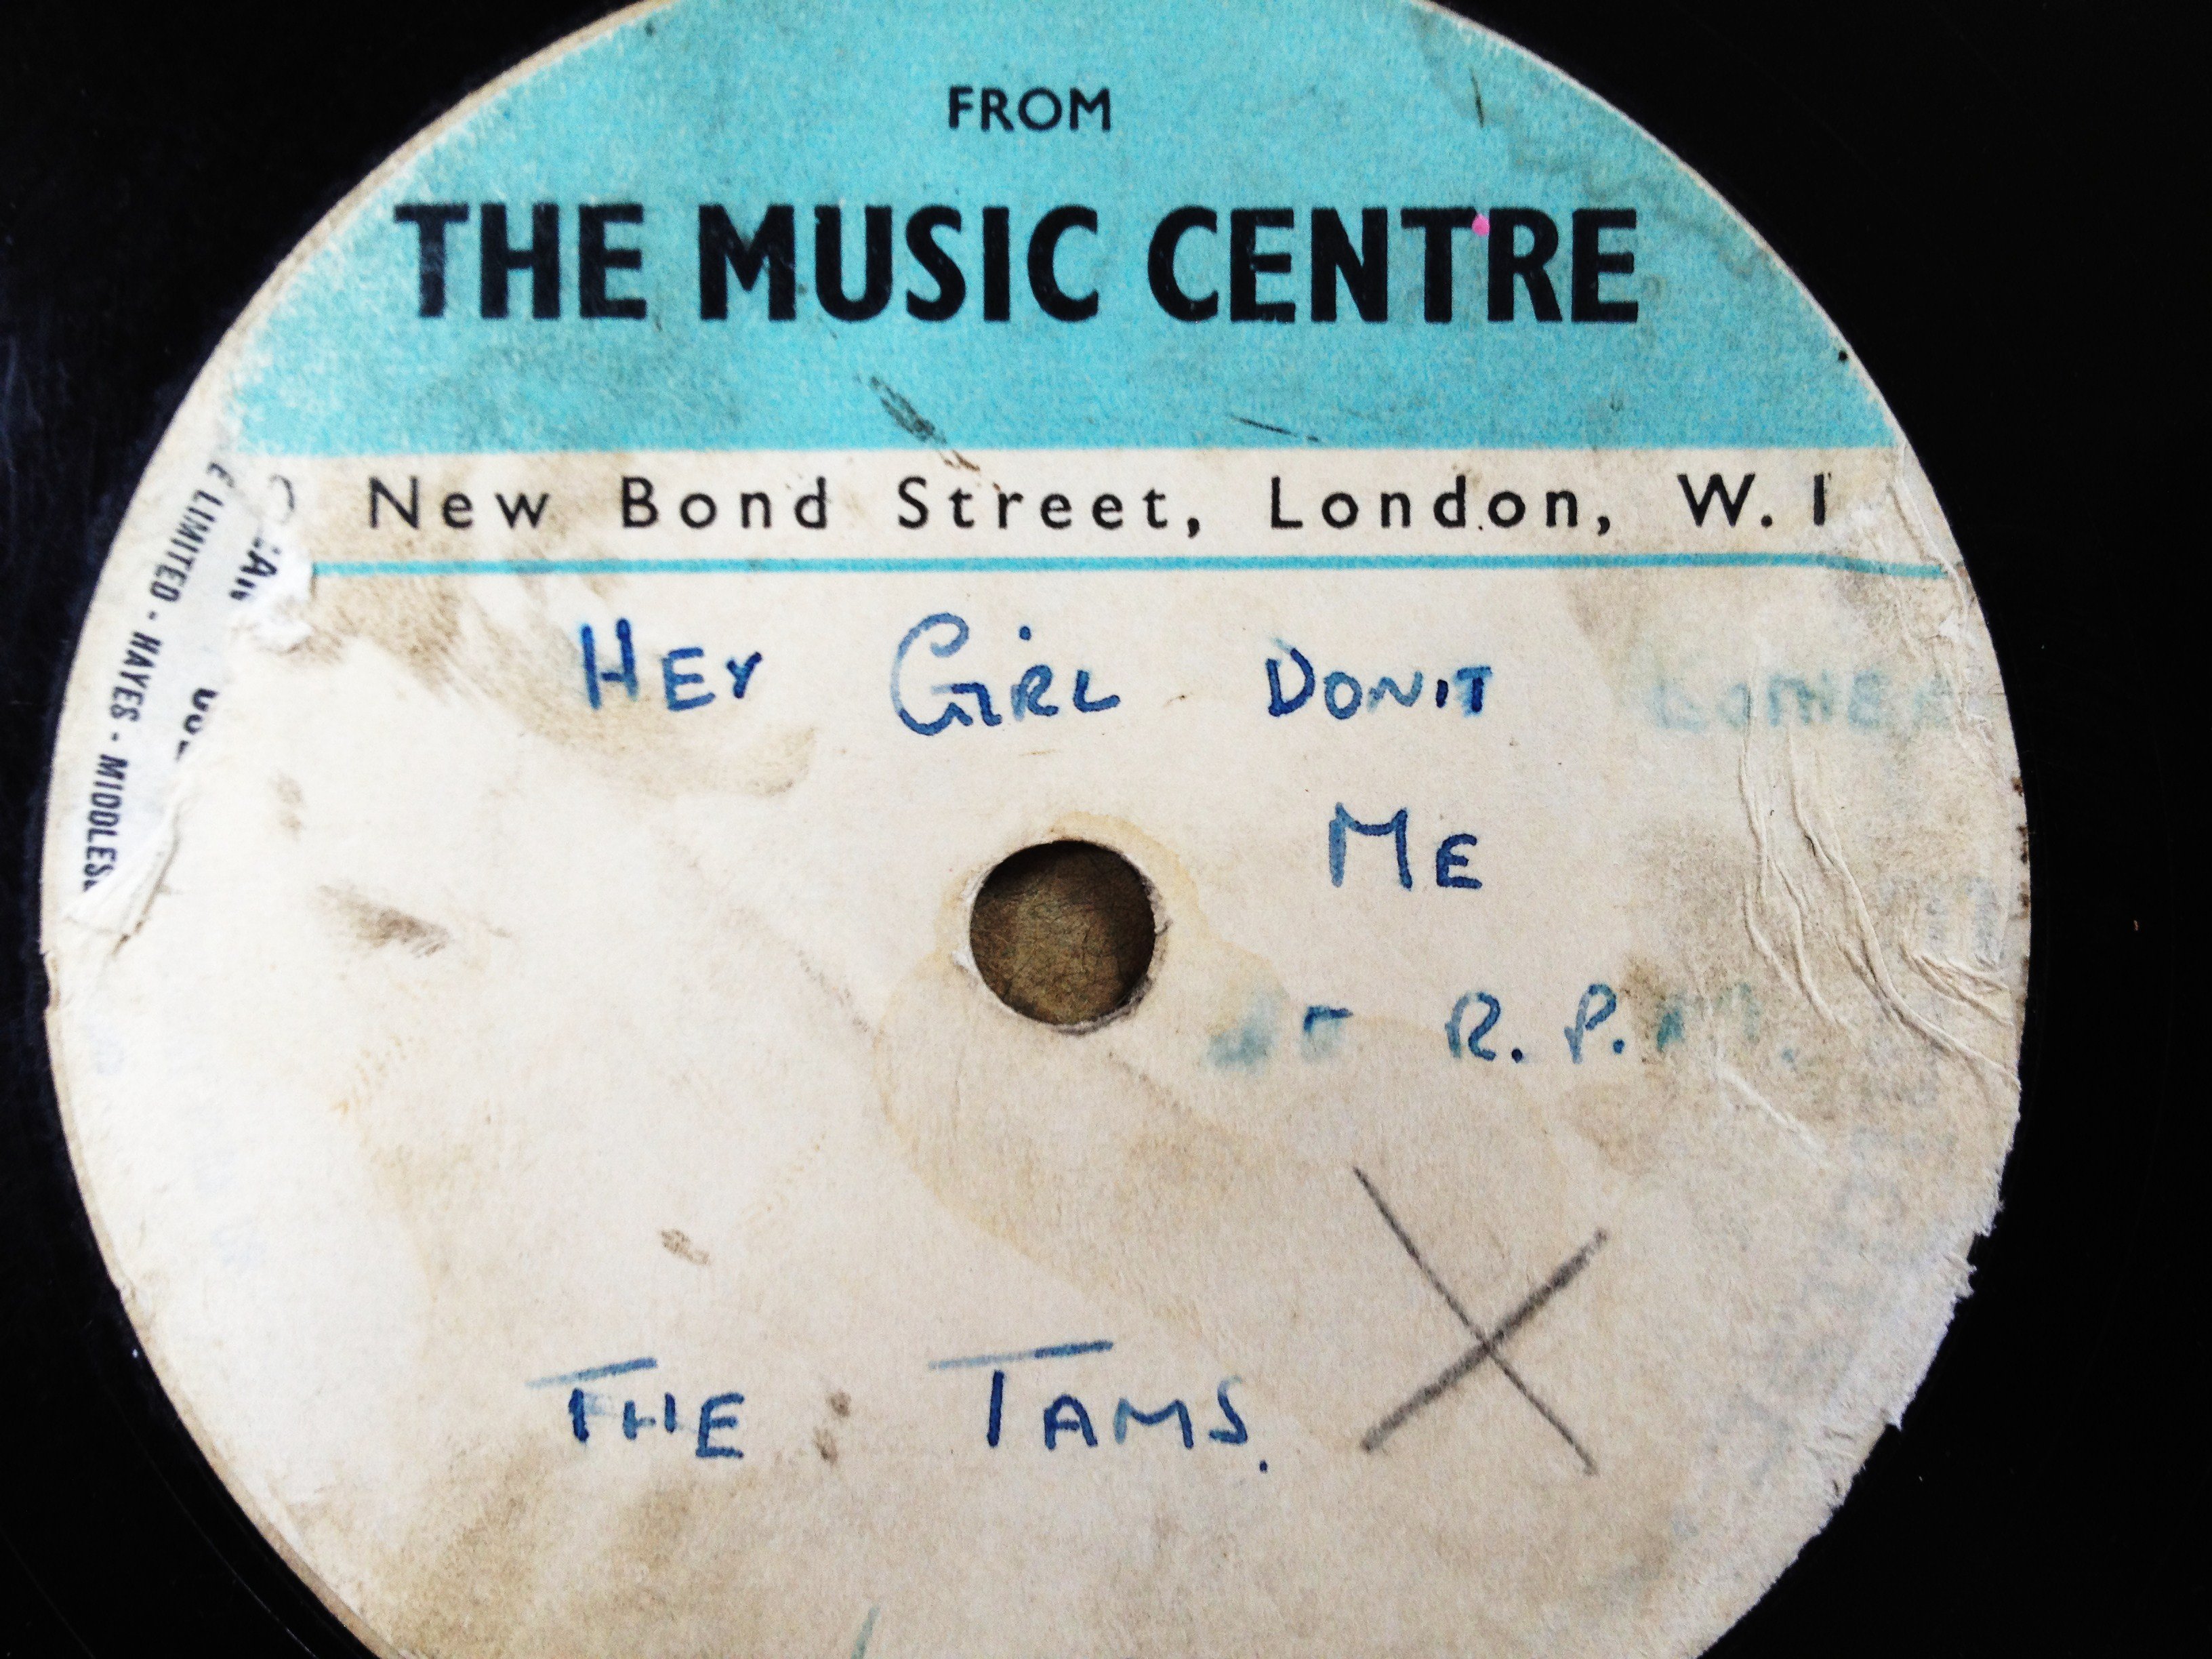 FROM
THE MUSIC CENTRE
New Bond Street, London, W. 1
HEY GIRL DON'T
ME
R. P.
THE TAMS.
E LIMITED - HAYES - MIDDLES